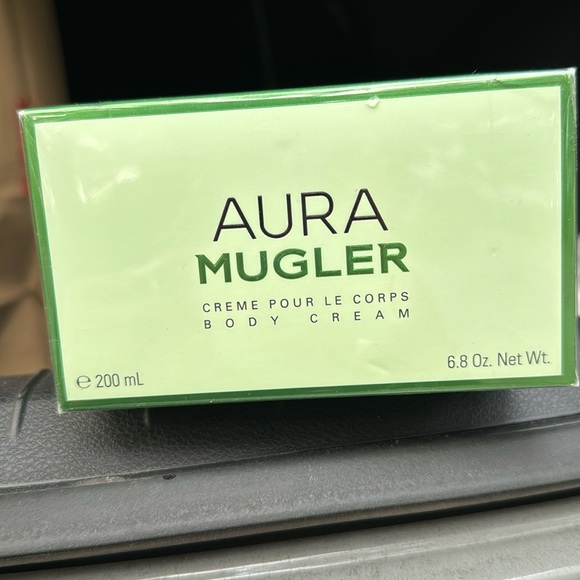 AURA
MUGLER
CREME POUR LE CORPS
BODY CREAM
℮ 200 mL
6.8 Oz. Net Wt.